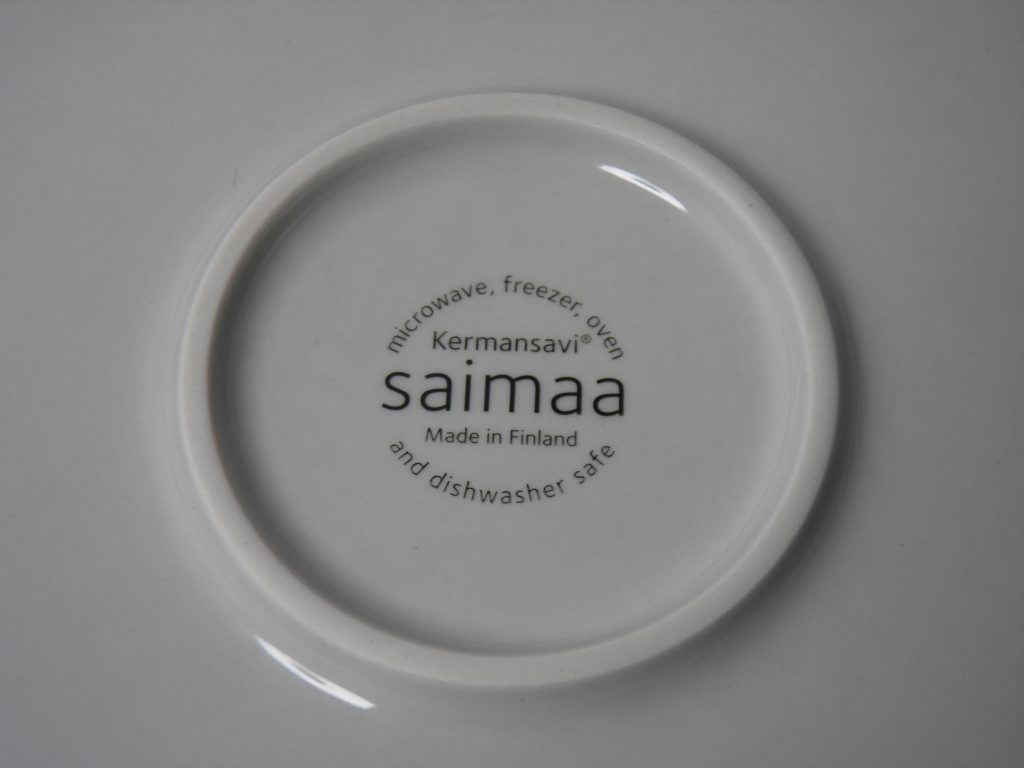 microwave, freezer, oven
Kermansavi®
saimaa
Made in Finland
and dishwasher safe